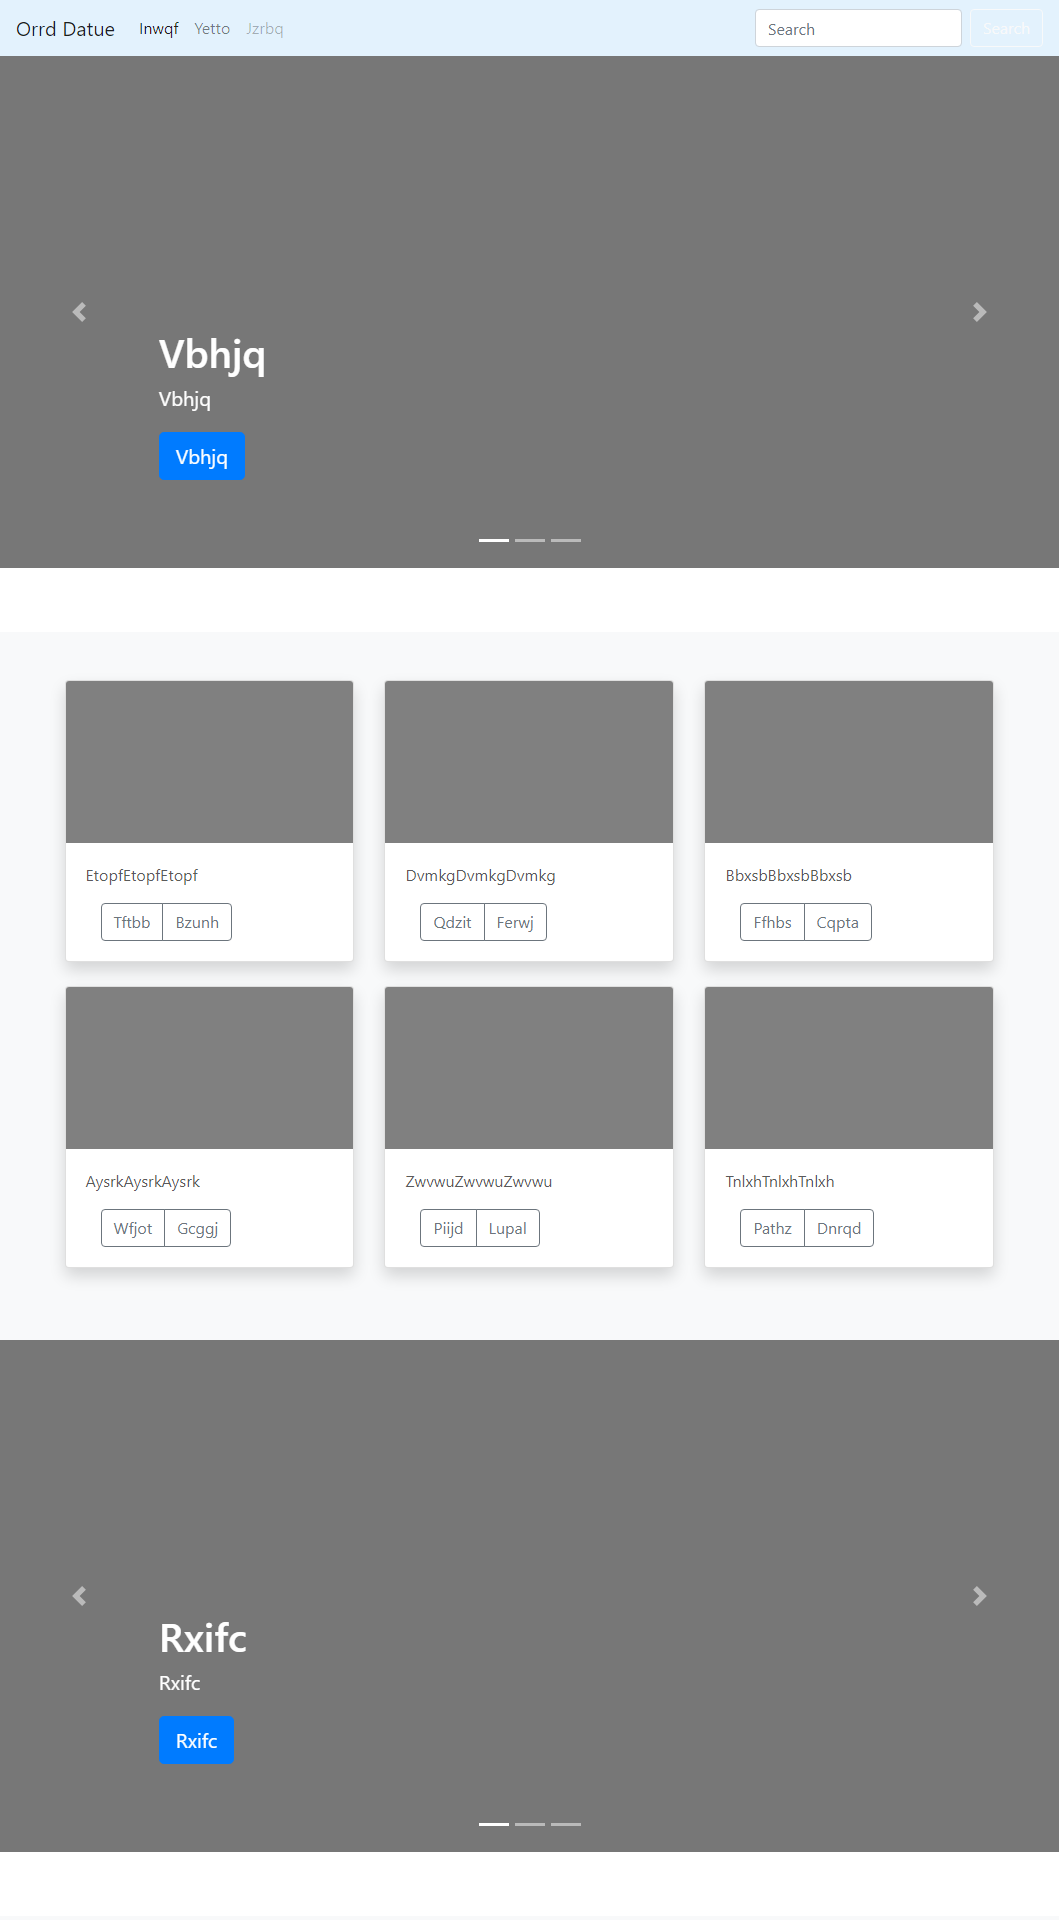 Orrd Datue Inwqf Yetto Jzrbq Search Search
Vbhjq
Vbhjq
Vbhjq
EtopfEtopfEtopf DvmkgDvmkgDvmkg BbxsbBbxsbBbxsb
Tftbb Bzunh Qdzit Ferwj Ffhbs Cqpta
AysrkAysrkAysrk ZwvwuZwvwuZwvwu TnlxhTnlxhTnlxh
Wfjot Gcggj Piijd Lupal Pathz Dnrqd
Rxifc
Rxifc
Rxifc